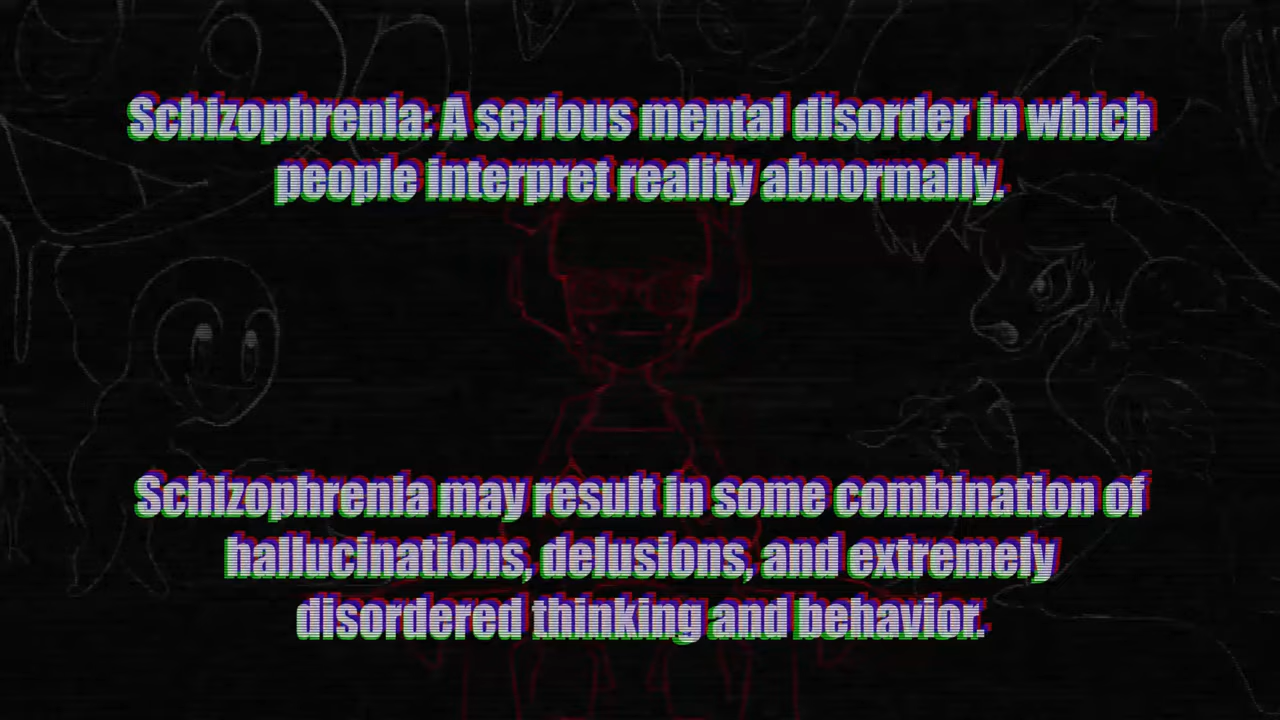 Schizophrenia: A serious mental disorder in which
people interpret reality abnormally.
Schizophrenia may result in some combination of
hallucinations, delusions, and extremely
disordered thinking and behavior.